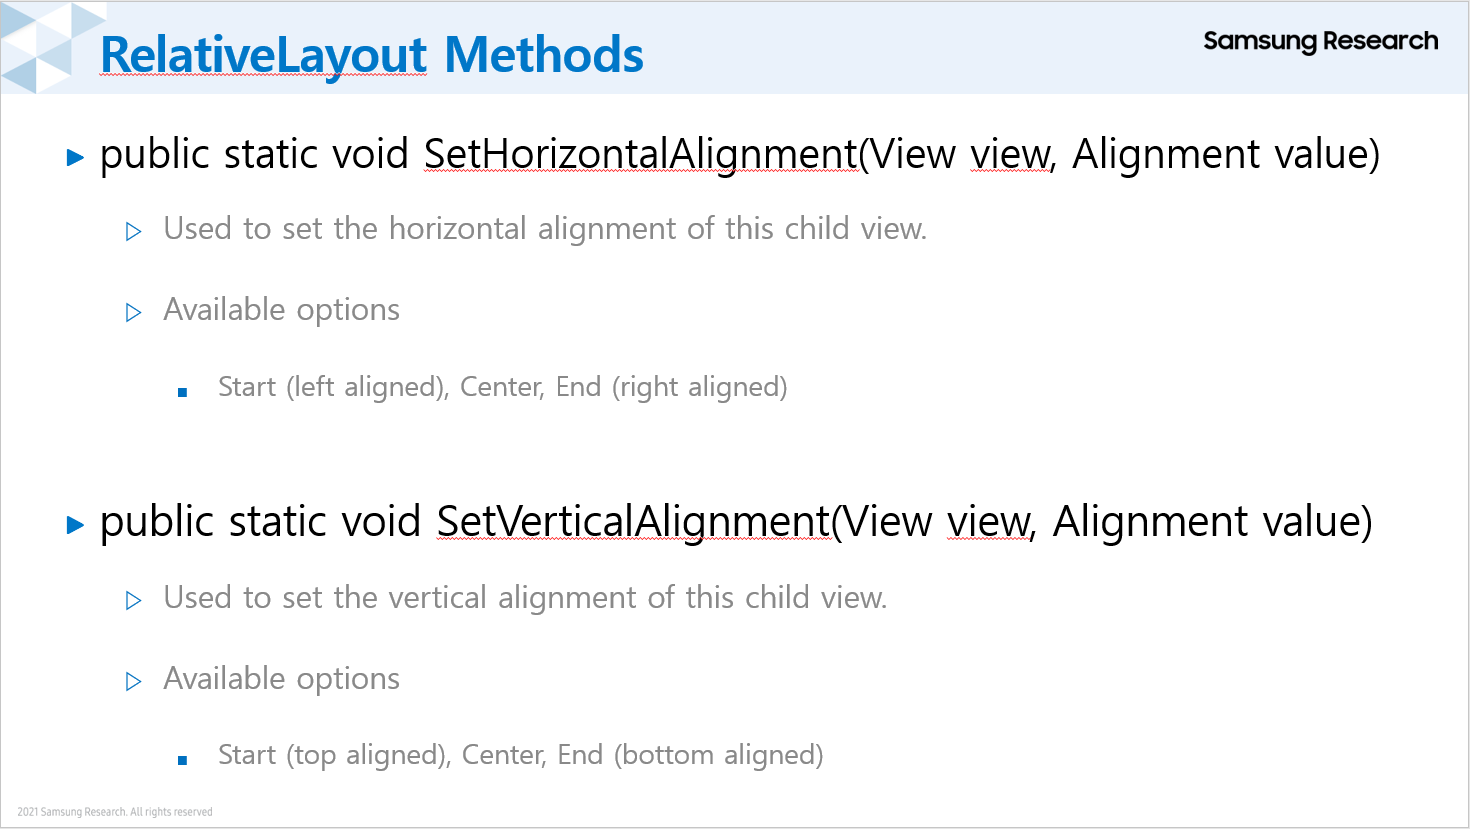 RelativeLayout Methods
Samsung Research
public static void SetHorizontalAlignment(View view, Alignment value)
Used to set the horizontal alignment of this child view.
Available options
Start (left aligned), Center, End (right aligned)
public static void SetVerticalAlignment(View view, Alignment value)
Used to set the vertical alignment of this child view.
Available options
Start (top aligned), Center, End (bottom aligned)
2021 Samsung Research. All rights reserved